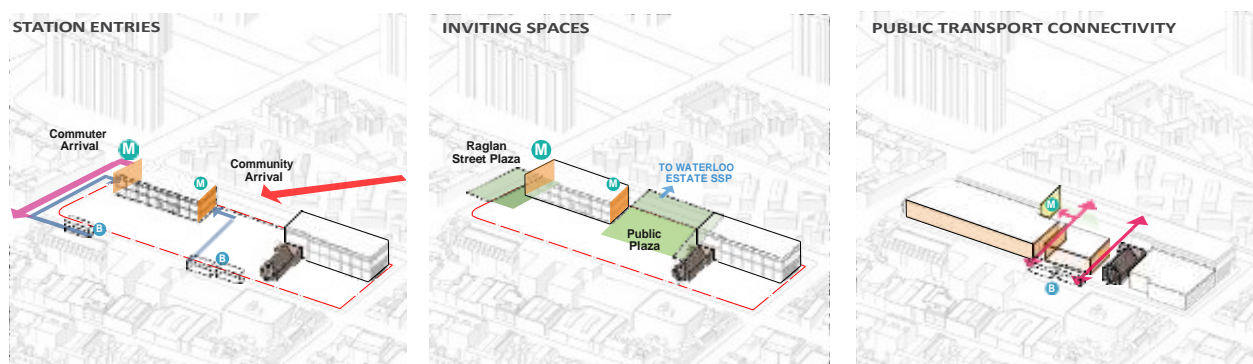 STATION ENTRIES
Commuter
Arrival
M
M
Community
Arrival
B
B
INVITING SPACES
Raglan
Street Plaza
M
M
TO WATERLOO
ESTATE SSP
Public
Plaza
PUBLIC TRANSPORT CONNECTIVITY
M
B